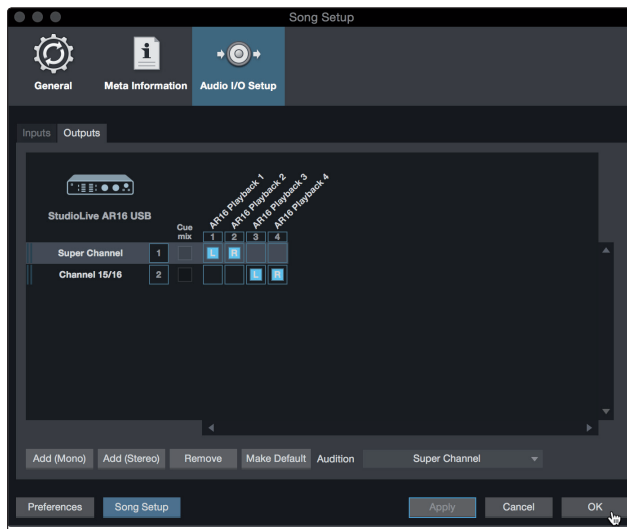 Song Setup
General Meta Information Audio I/O Setup
Inputs Outputs
AR16 Playback 1
AR16 Playback 2
AR16 Playback 3
AR16 Playback 4
StudioLive AR16 USB
Cue mix 1 2 3 4
Super Channel 1 L R
Channel 15/16 2 L R
Add (Mono) Add (Stereo) Remove Make Default Audition Super Channel
Preferences Song Setup Apply Cancel OK